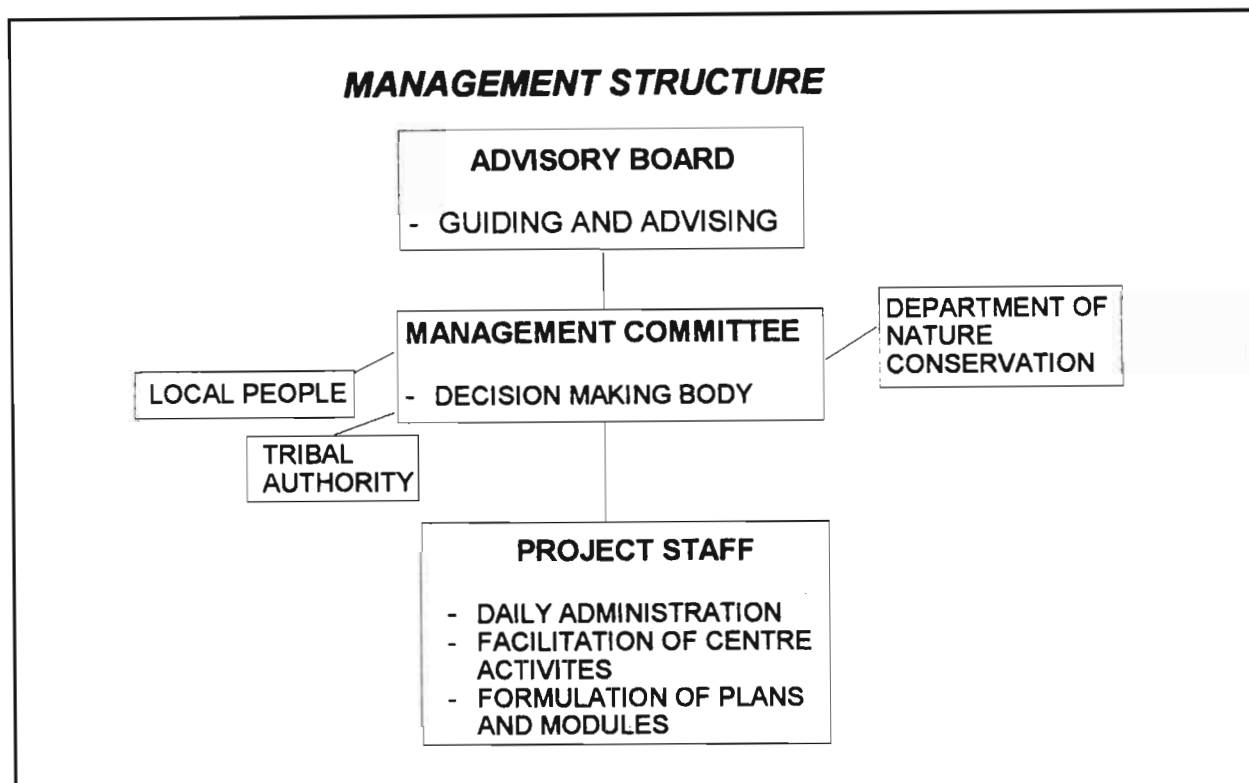 MANAGEMENT STRUCTURE
ADVISORY BOARD
- GUIDING AND ADVISING
MANAGEMENT COMMITTEE
- DECISION MAKING BODY
DEPARTMENT OF
NATURE
CONSERVATION
LOCAL PEOPLE
TRIBAL
AUTHORITY
PROJECT STAFF
- DAILY ADMINISTRATION
- FACILITATION OF CENTRE
ACTIVITES
- FORMULATION OF PLANS
AND MODULES